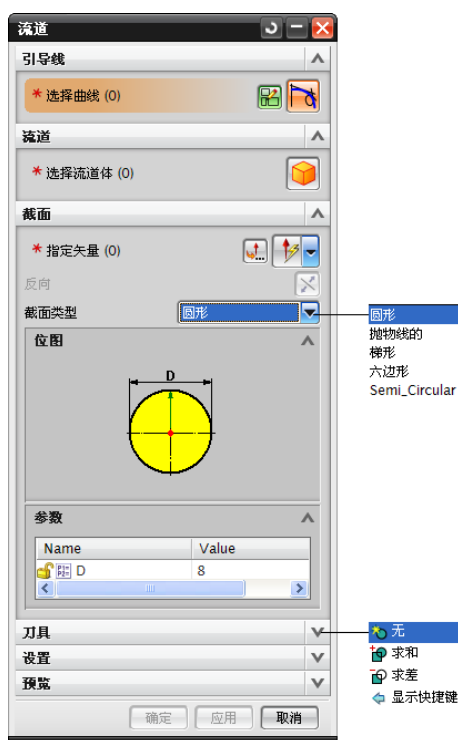 流道
引导线
* 选择曲线 (0)
流道
* 选择流道体 (0)
截面
* 指定矢量 (0)
反向
截面类型
圆形
圆形
抛物线的
梯形
六边形
Semi_Circular
位图
D
参数
Name Value
D 8
刀具
无
求和
求差
显示快捷键
设置
预览
确定 应用 取消